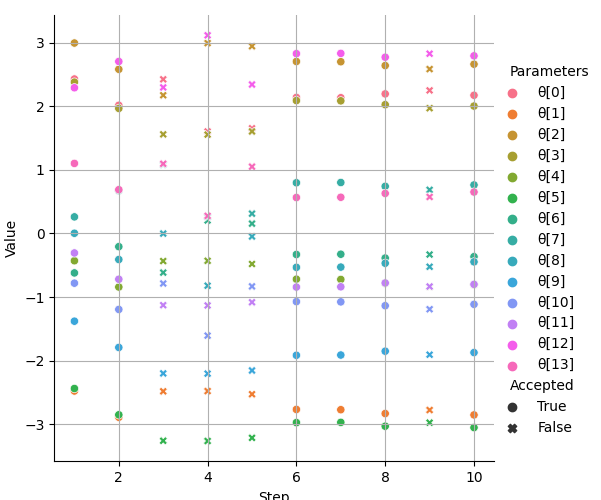 3
2
1
0
−1
−2
−3
Value
2
4
6
8
10
Step
Parameters
θ[0]
θ[1]
θ[2]
θ[3]
θ[4]
θ[5]
θ[6]
θ[7]
θ[8]
θ[9]
θ[10]
θ[11]
θ[12]
θ[13]
Accepted
True
False